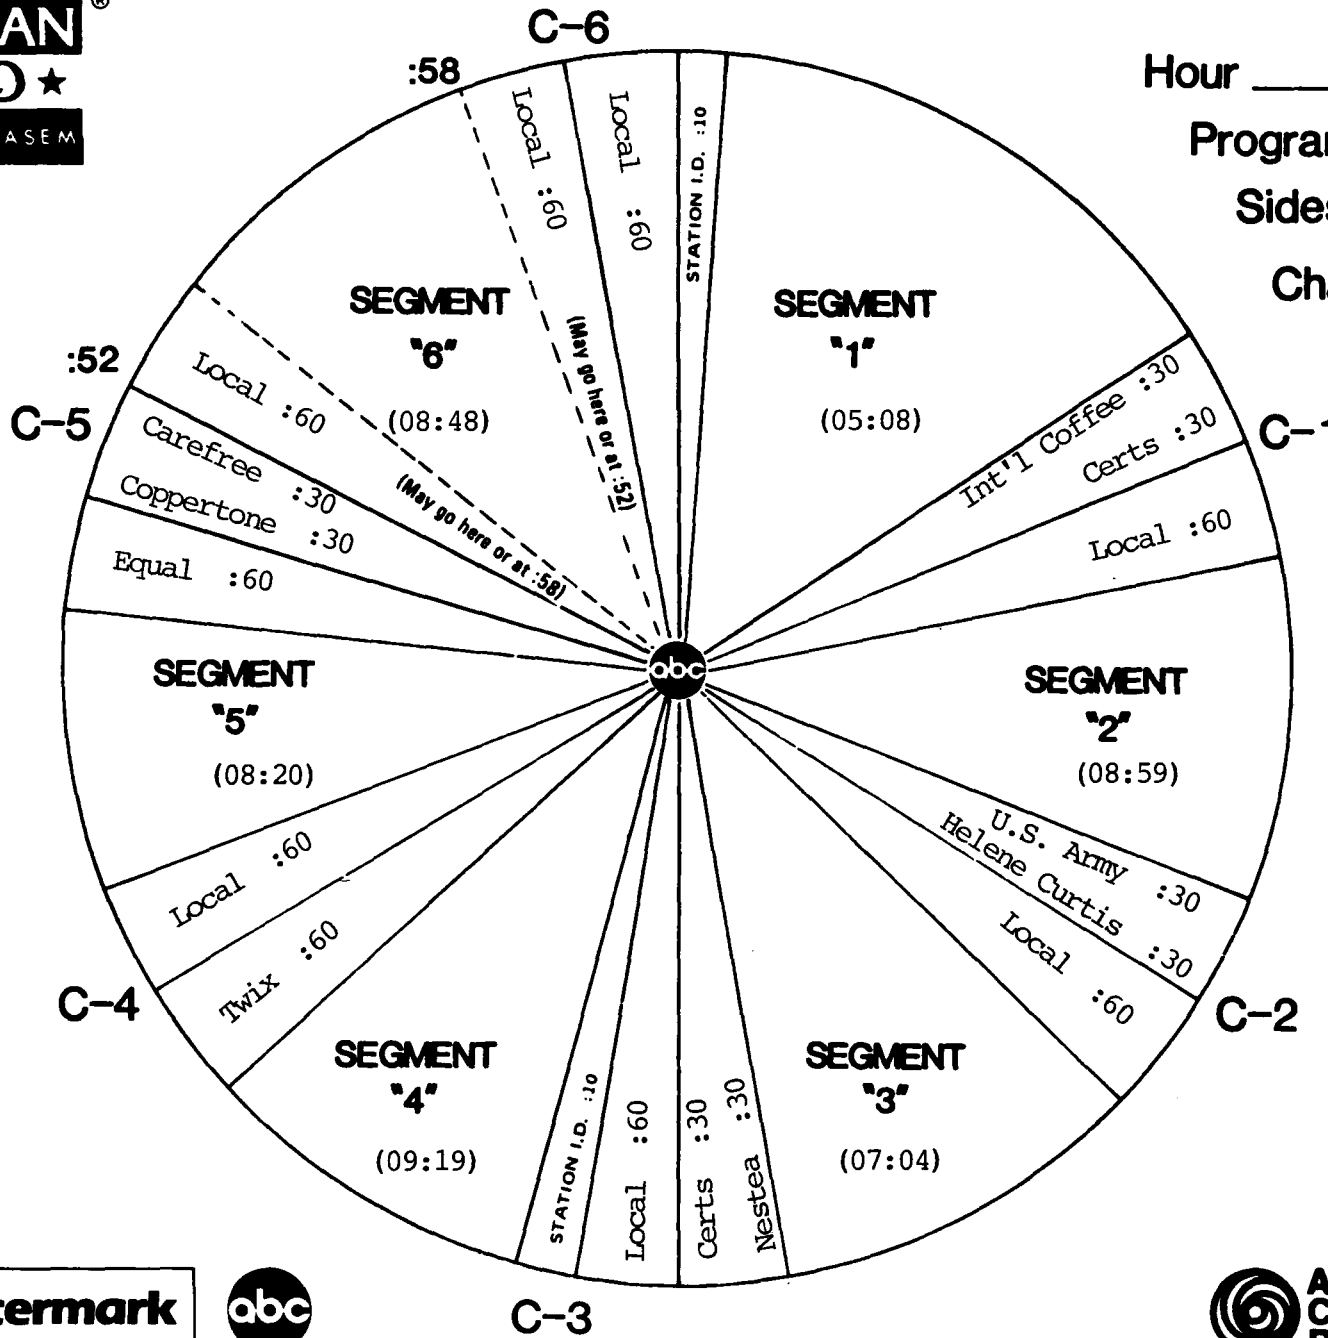 AN
®
ASEM
C-6
:58
Hour
Progra
Sides
Ch
Local :60
Local :60
STATION I.D. :10
SEGMENT
"6"
(08:48)
(May go here or at :52)
SEGMENT
"1"
(05:08)
:52
C-5
Local :60
(May go here or at :58)
Carefree :30
Coppertone :30
Equal :60
Int'l Coffee :30
Certs :30
C-1
Local :60
abc
SEGMENT
"5"
(08:20)
SEGMENT
"2"
(08:59)
U.S. Army :30
Helene Curtis :30
Local :60
C-2
Local :60
C-4
Twix :60
SEGMENT
"4"
(09:19)
STATION I.D. :10
Local :60
Certs :30
Nestea :30
SEGMENT
"3"
(07:04)
C-3
termark
abc
A
C